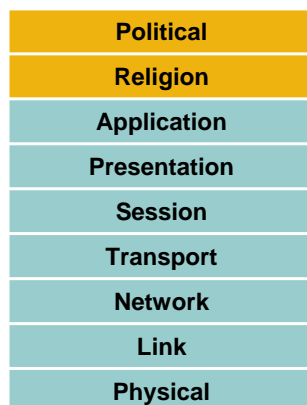 Political
Religion
Application
Presentation
Session
Transport
Network
Link
Physical